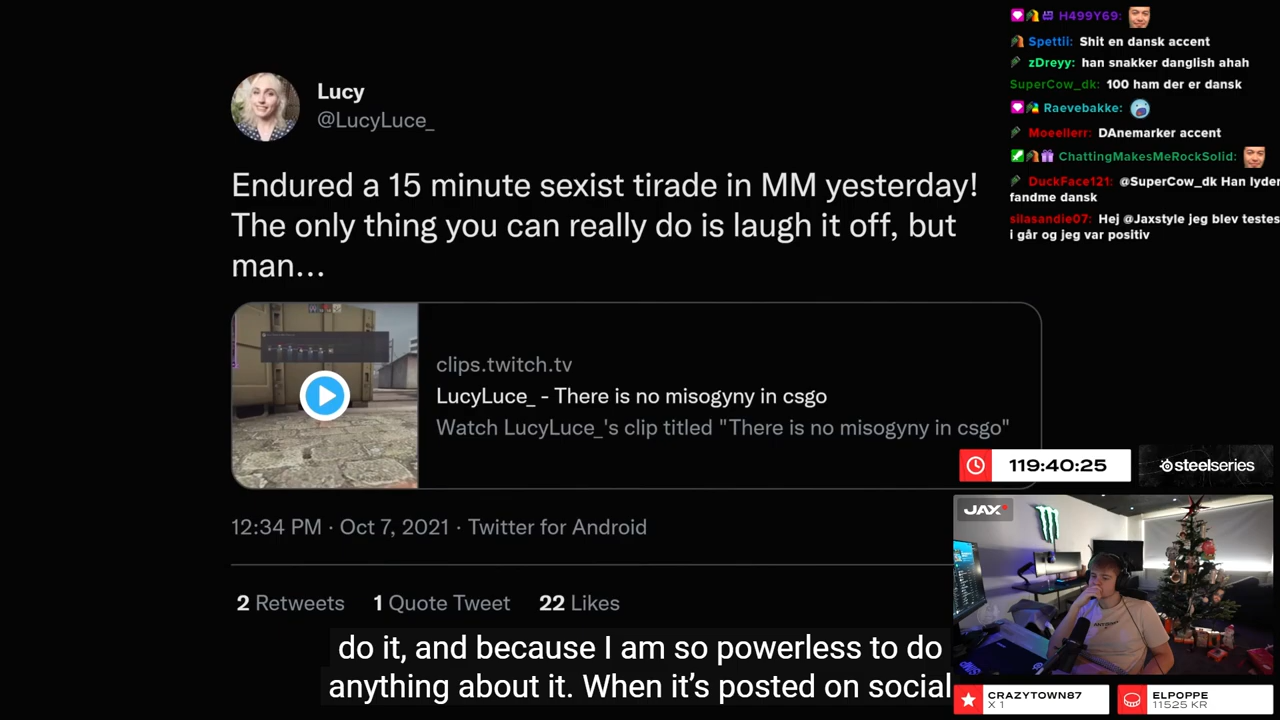 Lucy
@LucyLuce_
Endured a 15 minute sexist tirade in MM yesterday!
The only thing you can really do is laugh it off, but
man...
clips.twitch.tv
LucyLuce_ - There is no misogyny in csgo
Watch LucyLuce_'s clip titled "There is no misogyny in csgo"
12:34 PM · Oct 7, 2021 · Twitter for Android
2 Retweets 1 Quote Tweet 22 Likes
do it, and because I am so powerless to do
anything about it. When it’s posted on social
H499Y69:
Spettii: Shit en dansk accent
zDreyy: han snakker danglish ahah
SuperCow_dk: 100 ham der er dansk
Raevebakke:
Moeellerr: DAnemarker accent
ChattingMakesMeRockSolid:
DuckFace121: @SuperCow_dk Han lyder
fandme dansk
silasandie07: Hej @Jaxstyle jeg blev testes
i går og jeg var positiv
119:40:25
steelseries
JAX
CRAZYTOWN87
X 1
ELPOPPE
11525 KR